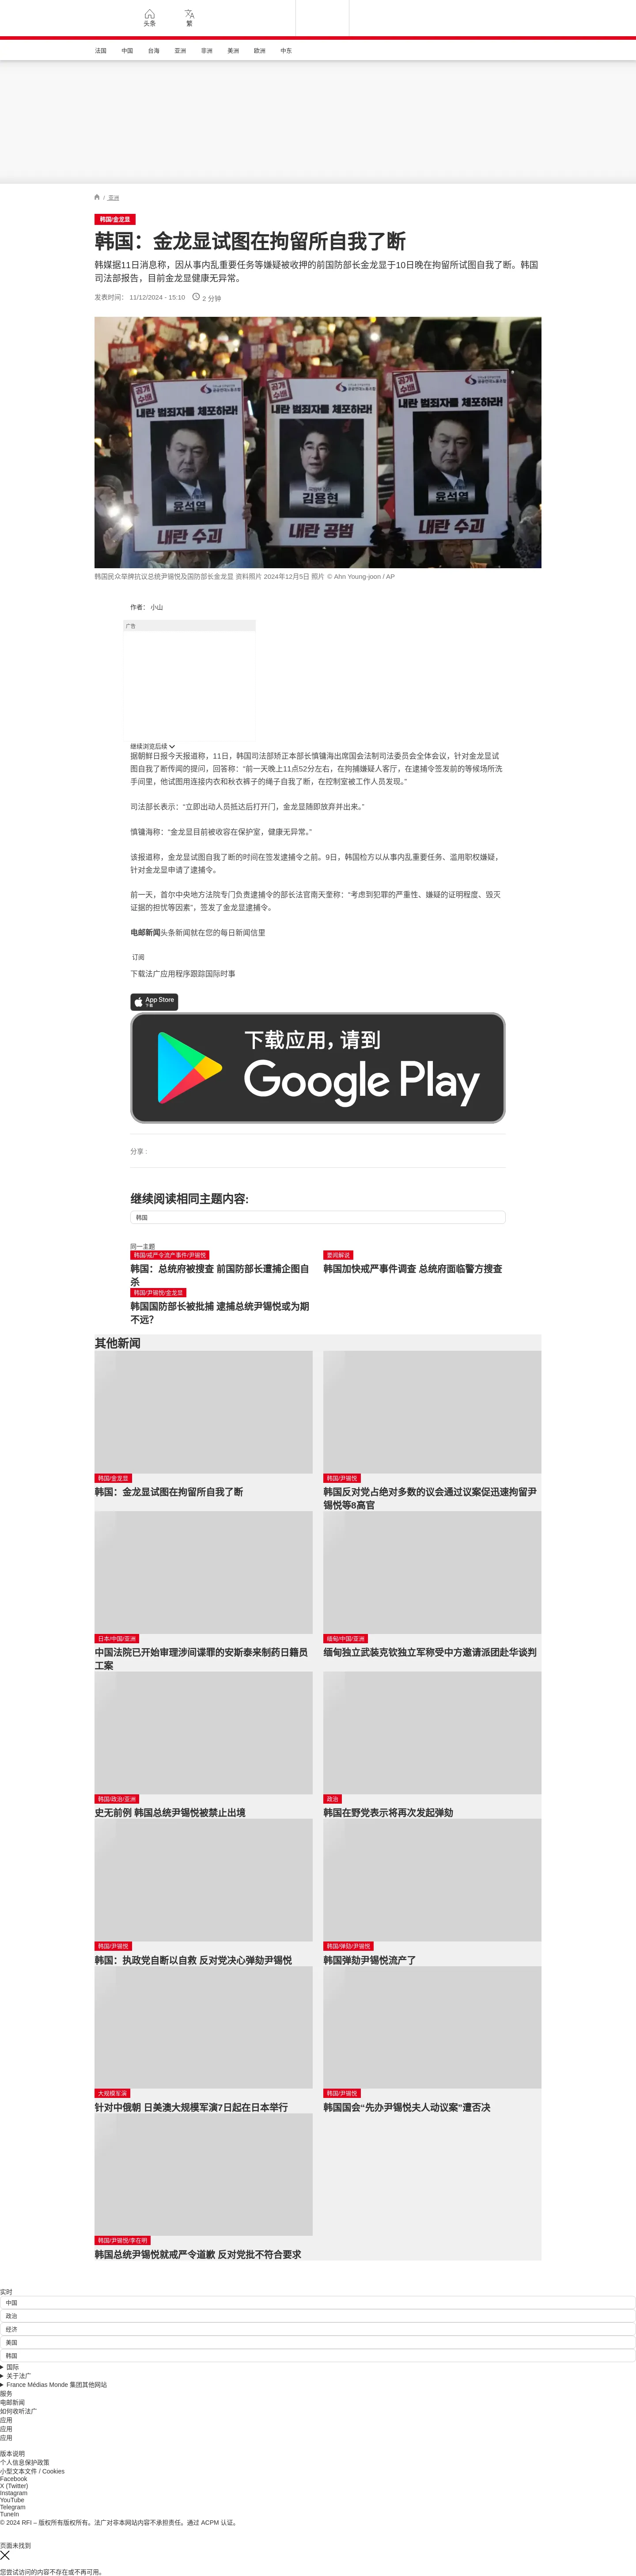 头条
繁
法国
中国
台海
亚洲
非洲
美洲
欧洲
中东
/ 亚洲
韩国/金龙显
韩国：金龙显试图在拘留所自我了断
韩媒据11日消息称，因从事内乱重要任务等嫌疑被收押的前国防部长金龙显于10日晚在拘留所试图自我了断。韩国
司法部报告，目前金龙显健康无异常。
发表时间： 11/12/2024 - 15:10
2 分钟
공개수배
내란 범죄자를 체포하라!
윤석열
내란 수괴
공개수배
내란 범죄자를 체포하라!
김용현
내란 공범
공개수배
내란 범죄자를 체포하라!
윤석열
내란 수괴
韩国民众举牌抗议总统尹锡悦及国防部长金龙显 资料照片 2024年12月5日 照片 © Ahn Young-joon / AP
作者： 小山
广告
继续浏览后续
据朝鲜日报今天报道称，11日，韩国司法部矫正本部长慎镛海出席国会法制司法委员会全体会议，针对金龙显试
图自我了断传闻的提问，回答称：“前一天晚上11点52分左右，在拘捕嫌疑人客厅，在逮捕令签发前的等候场所洗
手间里，他试图用连接内衣和秋衣裤子的绳子自我了断，在控制室被工作人员发现。”
司法部长表示：“立即出动人员抵达后打开门，金龙显随即放弃并出来。”
慎镛海称：“金龙显目前被收容在保护室，健康无异常。”
该报道称，金龙显试图自我了断的时间在签发逮捕令之前。9日，韩国检方以从事内乱重要任务、滥用职权嫌疑，
针对金龙显申请了逮捕令。
前一天，首尔中央地方法院专门负责逮捕令的部长法官南天奎称：“考虑到犯罪的严重性、嫌疑的证明程度、毁灭
证据的担忧等因素”，签发了金龙显逮捕令。
电邮新闻头条新闻就在您的每日新闻信里
订阅
下载法广应用程序跟踪国际时事
App Store
下载
下载应用，请到
Google Play
分享 :
继续阅读相同主题内容:
韩国
同一主题
韩国/戒严令流产事件/尹锡悦
韩国：总统府被搜查 前国防部长遭捕企图自
杀
要闻解说
韩国加快戒严事件调查 总统府面临警方搜查
韩国/尹锡悦/金龙显
韩国国防部长被批捕 逮捕总统尹锡悦或为期
不远？
其他新闻
韩国/金龙显
韩国：金龙显试图在拘留所自我了断
韩国/尹锡悦
韩国反对党占绝对多数的议会通过议案促迅速拘留尹
锡悦等8高官
日本/中国/亚洲
中国法院已开始审理涉间谍罪的安斯泰来制药日籍员
工案
缅甸/中国/亚洲
缅甸独立武装克钦独立军称受中方邀请派团赴华谈判
韩国/政治/亚洲
史无前例 韩国总统尹锡悦被禁止出境
政治
韩国在野党表示将再次发起弹劾
韩国/尹锡悦
韩国：执政党自断以自救 反对党决心弹劾尹锡悦
韩国/弹劾/尹锡悦
韩国弹劾尹锡悦流产了
大规模军演
针对中俄朝 日美澳大规模军演7日起在日本举行
韩国/尹锡悦
韩国国会“先办尹锡悦夫人动议案”遭否决
韩国/尹锡悦/李在明
韩国总统尹锡悦就戒严令道歉 反对党批不符合要求
实时
中国
政治
经济
美国
韩国
国际
关于法广
France Médias Monde 集团其他网站
服务
电邮新闻
如何收听法广
应用
应用
应用
版本说明
个人信息保护政策
小型文本文件 / Cookies
Facebook
X (Twitter)
Instagram
YouTube
Telegram
TuneIn
© 2024 RFI – 版权所有版权所有。法广对非本网站内容不承担责任。通过 ACPM 认证。
页面未找到
您尝试访问的内容不存在或不再可用。